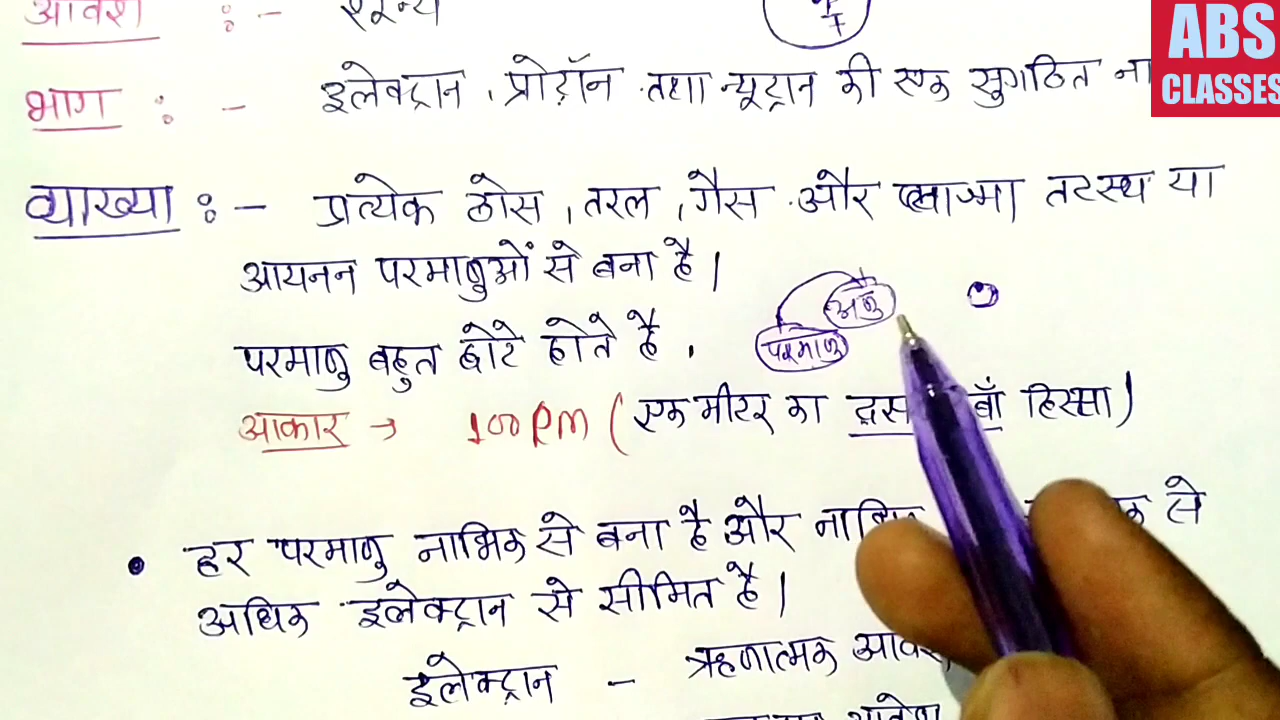 आवेश :- शून्य
भाग :- इलेक्ट्रान, प्रोटॉन तथा न्यूट्रान की एक सुगठित
ABS
CLASSES
व्याख्या :- प्रत्येक ठोस, तरल, गैस और प्लाज्मा तटस्थ या
आयनन परमाणुओं से बना है।
अणु
परमाणु बहुत छोटे होते है,
परमाणु
आकार → 100 PM (एक मीटर का दस वाँ हिस्सा)
• हर परमाणु नाभिक से बना है और से
अधिक इलेक्ट्रान से सीमित है।
इलेक्ट्रान - ऋणात्मक